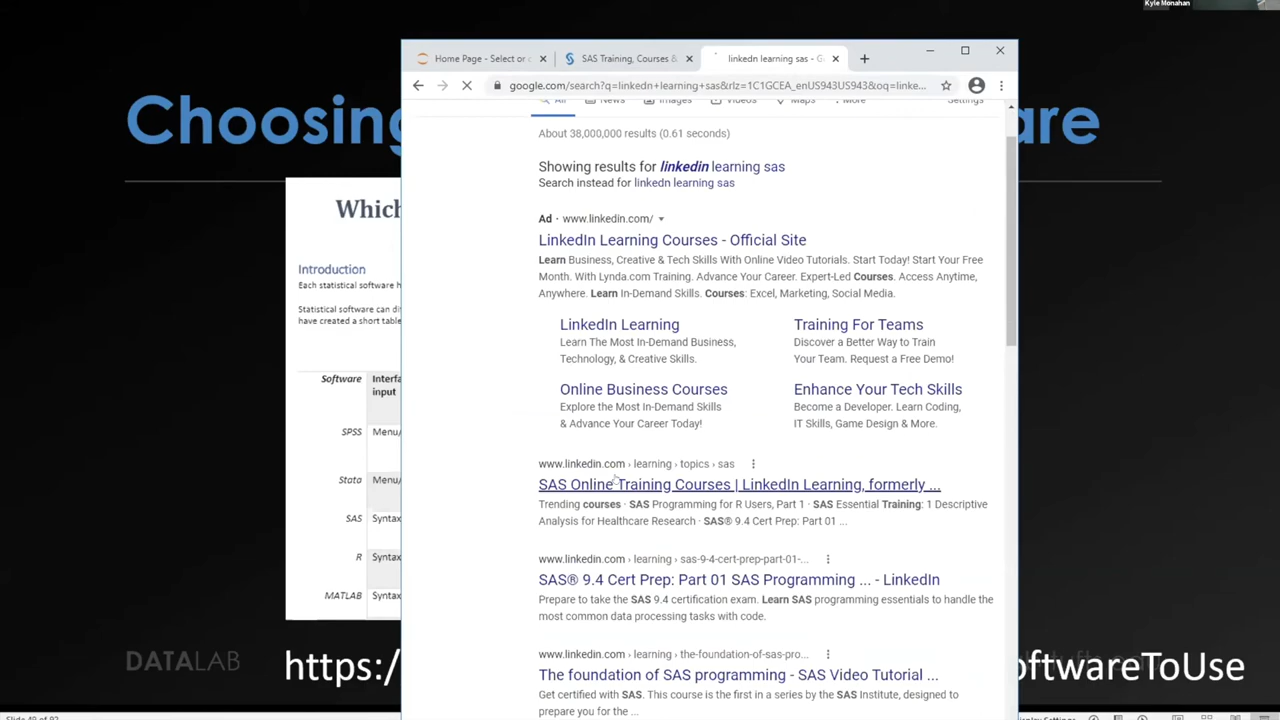 Kyle Monahan
Home Page - Select or c
SAS Training, Courses &
linkedn learning sas - G
google.com/search?q=linkedn+learning+sas&rlz=1C1GCEA_enUS943US943&oq=linke...
All News Images Videos Maps More Settings
About 38,000,000 results (0.61 seconds)
Choosing
are
Showing results for linkedin learning sas
Search instead for linkedn learning sas
Which
Ad · www.linkedin.com/
LinkedIn Learning Courses - Official Site
Learn Business, Creative & Tech Skills With Online Video Tutorials. Start Today! Start Your Free
Month. With Lynda.com Training. Advance Your Career. Expert-Led Courses. Access Anytime,
Anywhere. Learn In-Demand Skills. Courses: Excel, Marketing, Social Media.
Introduction
Each statistical software h
Statistical software can di
have created a short table
LinkedIn Learning
Learn The Most In-Demand Business,
Technology, & Creative Skills.
Training For Teams
Discover a Better Way to Train
Your Team. Request a Free Demo!
Online Business Courses
Explore the Most In-Demand Skills
& Advance Your Career Today!
Enhance Your Tech Skills
Become a Developer. Learn Coding,
IT Skills, Game Design & More.
Software Interfa
input
SPSS Menu/
Stata Menu/
SAS Syntax
R Syntax
MATLAB Syntax
www.linkedin.com › learning › topics › sas
SAS Online Training Courses | LinkedIn Learning, formerly ...
Trending courses · SAS Programming for R Users, Part 1 · SAS Essential Training: 1 Descriptive
Analysis for Healthcare Research · SAS® 9.4 Cert Prep: Part 01 ...
www.linkedin.com › learning › sas-9-4-cert-prep-part-01-...
SAS® 9.4 Cert Prep: Part 01 SAS Programming ... - LinkedIn
Prepare to take the SAS 9.4 certification exam. Learn SAS programming essentials to handle the
most common data processing tasks with code.
www.linkedin.com › learning › the-foundation-of-sas-pro...
The foundation of SAS programming - SAS Video Tutorial ...
Get certified with SAS. This course is the first in a series by the SAS Institute, designed to
prepare you for the ...
DATALAB
https:/
oftwareToUse
Slide 49 of 92
Display Settings